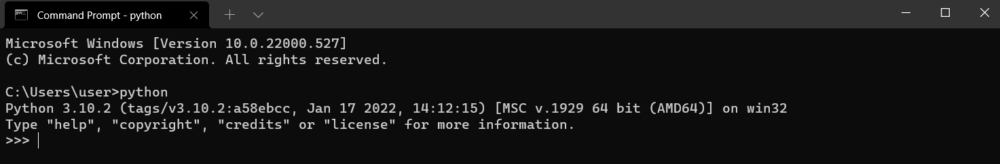 Command Prompt - python
Microsoft Windows [Version 10.0.22000.527]
(c) Microsoft Corporation. All rights reserved.
C:\Users\user>python
Python 3.10.2 (tags/v3.10.2:a58ebcc, Jan 17 2022, 14:12:15) [MSC v.1929 64 bit (AMD64)] on win32
Type "help", "copyright", "credits" or "license" for more information.
>>>